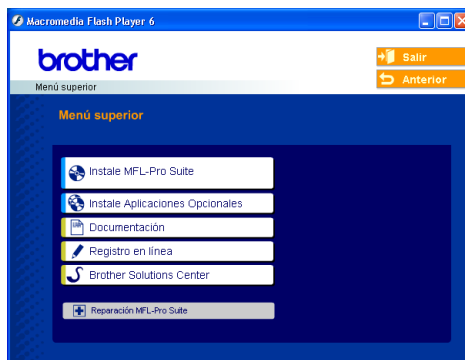 Macromedia Flash Player 6
brother
Salir
Anterior
Menú superior
Menú superior
Instale MFL-Pro Suite
Instale Aplicaciones Opcionales
Documentación
Registro en línea
Brother Solutions Center
Reparación MFL-Pro Suite